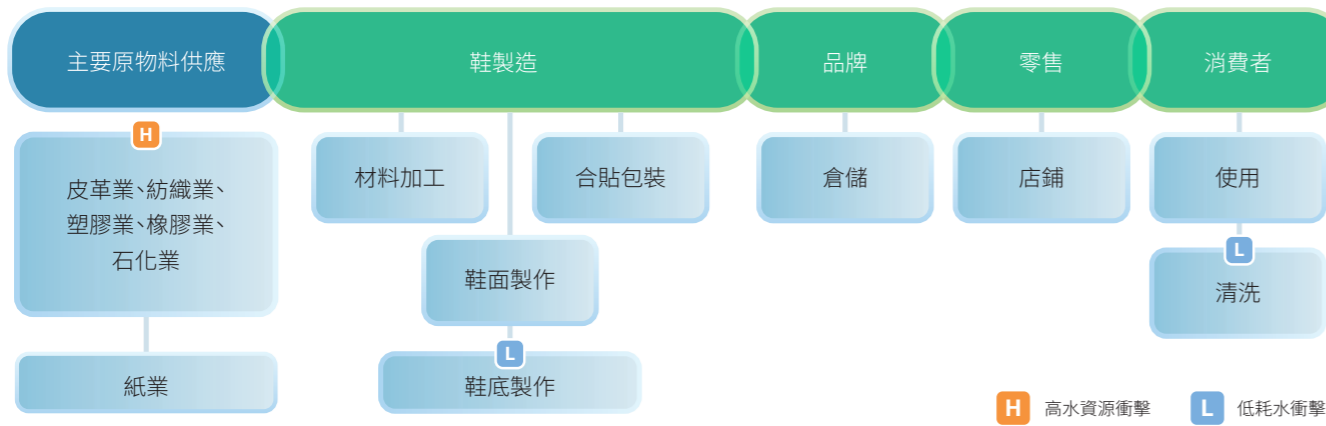 主要原物料供應
鞋製造
品牌
零售
消費者
H
皮革業、紡織業、
塑膠業、橡膠業、
石化業
紙業
材料加工
合貼包裝
鞋面製作
L
鞋底製作
倉儲
店鋪
使用
L
清洗
H 高水資源衝擊
L 低耗水衝擊